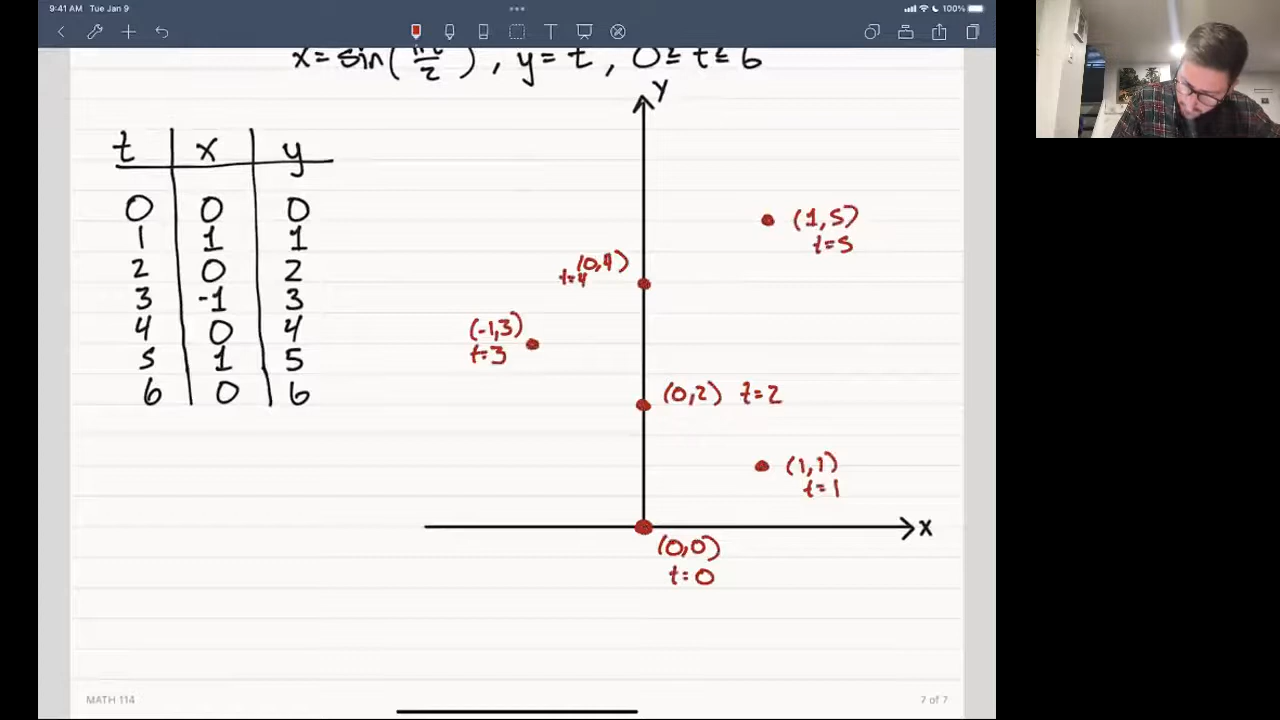 9:41 AM Tue Jan 9
100%
x = sin( πt/2 ) , y = t , 0 ≤ t ≤ 6
y
t x y
0 0 0
1 1 1
2 0 2
3 -1 3
4 0 4
5 1 5
6 0 6
(1,5)
t=5
(0,4)
t=4
(-1,3)
t=3
(0,2) t=2
(1,1)
t=1
x
(0,0)
t=0
MATH 114
7 of 7